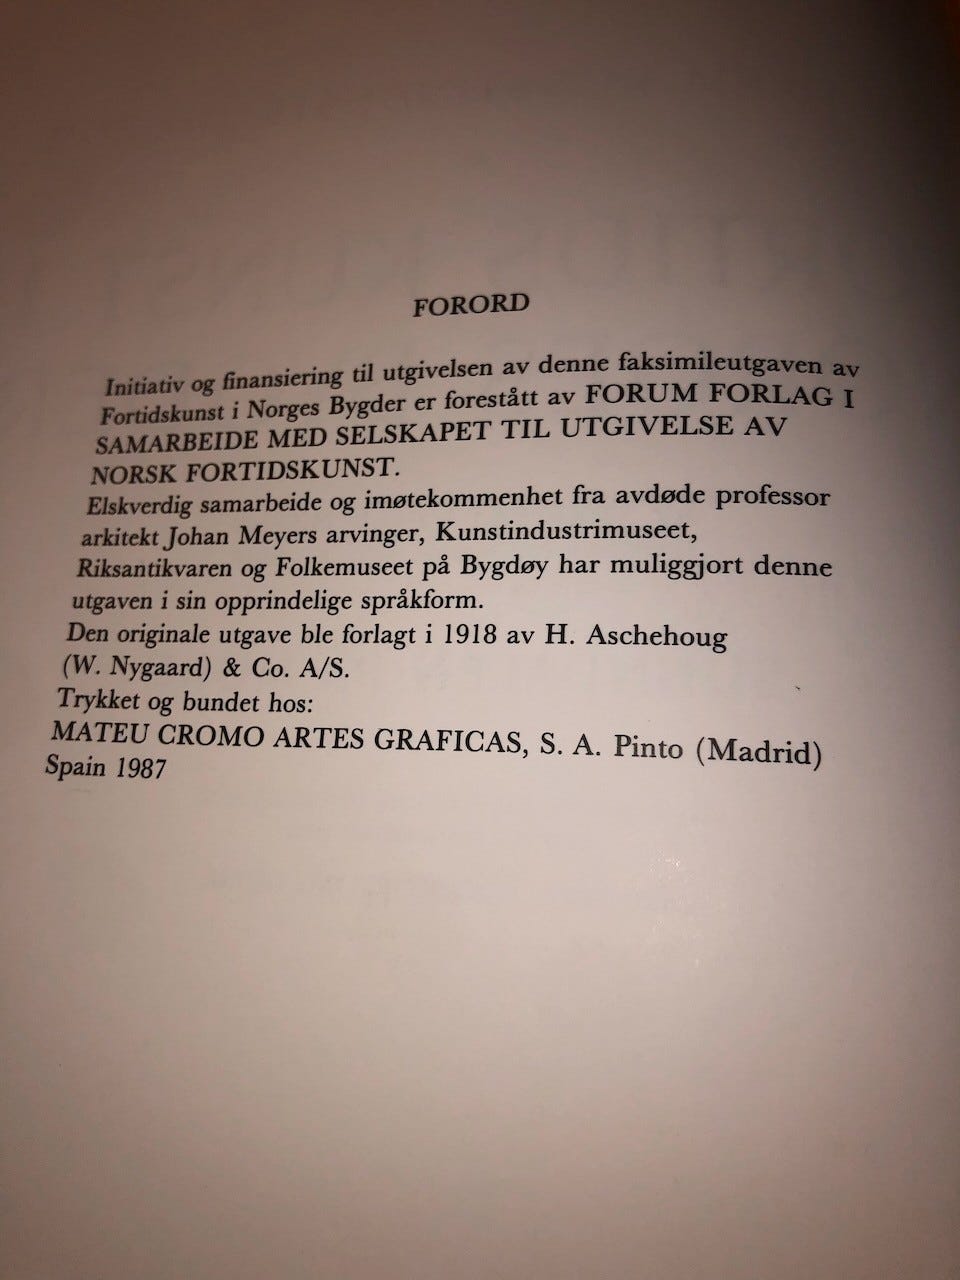 FORORD
Initiativ og finansiering til utgivelsen av denne faksimileutgaven av
Fortidskunst i Norges Bygder er forestått av FORUM FORLAG I
SAMARBEIDE MED SELSKAPET TIL UTGIVELSE AV
NORSK FORTIDSKUNST.
Elskverdig samarbeide og imøtekommenhet fra avdøde professor
arkitekt Johan Meyers arvinger, Kunstindustrimuseet,
Riksantikvaren og Folkemuseet på Bygdøy har muliggjort denne
utgaven i sin opprindelige språkform.
Den originale utgave ble forlagt i 1918 av H. Aschehoug
(W. Nygaard) & Co. A/S.
Trykket og bundet hos:
MATEU CROMO ARTES GRAFICAS, S. A. Pinto (Madrid)
Spain 1987